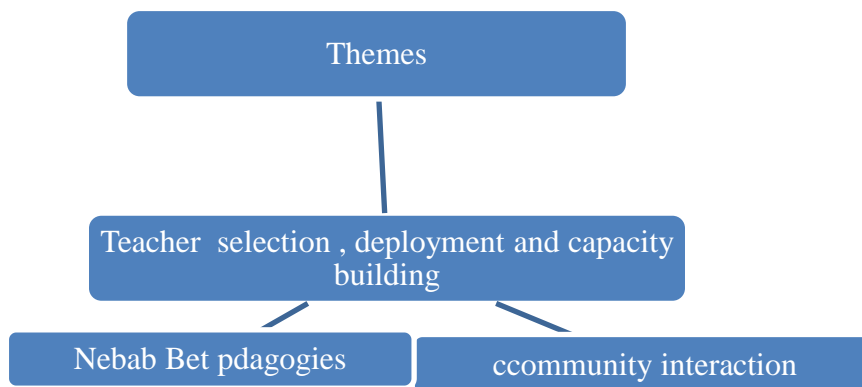 Themes
Teacher selection , deployment and capacity
building
Nebab Bet pdagogies
ccommunity interaction